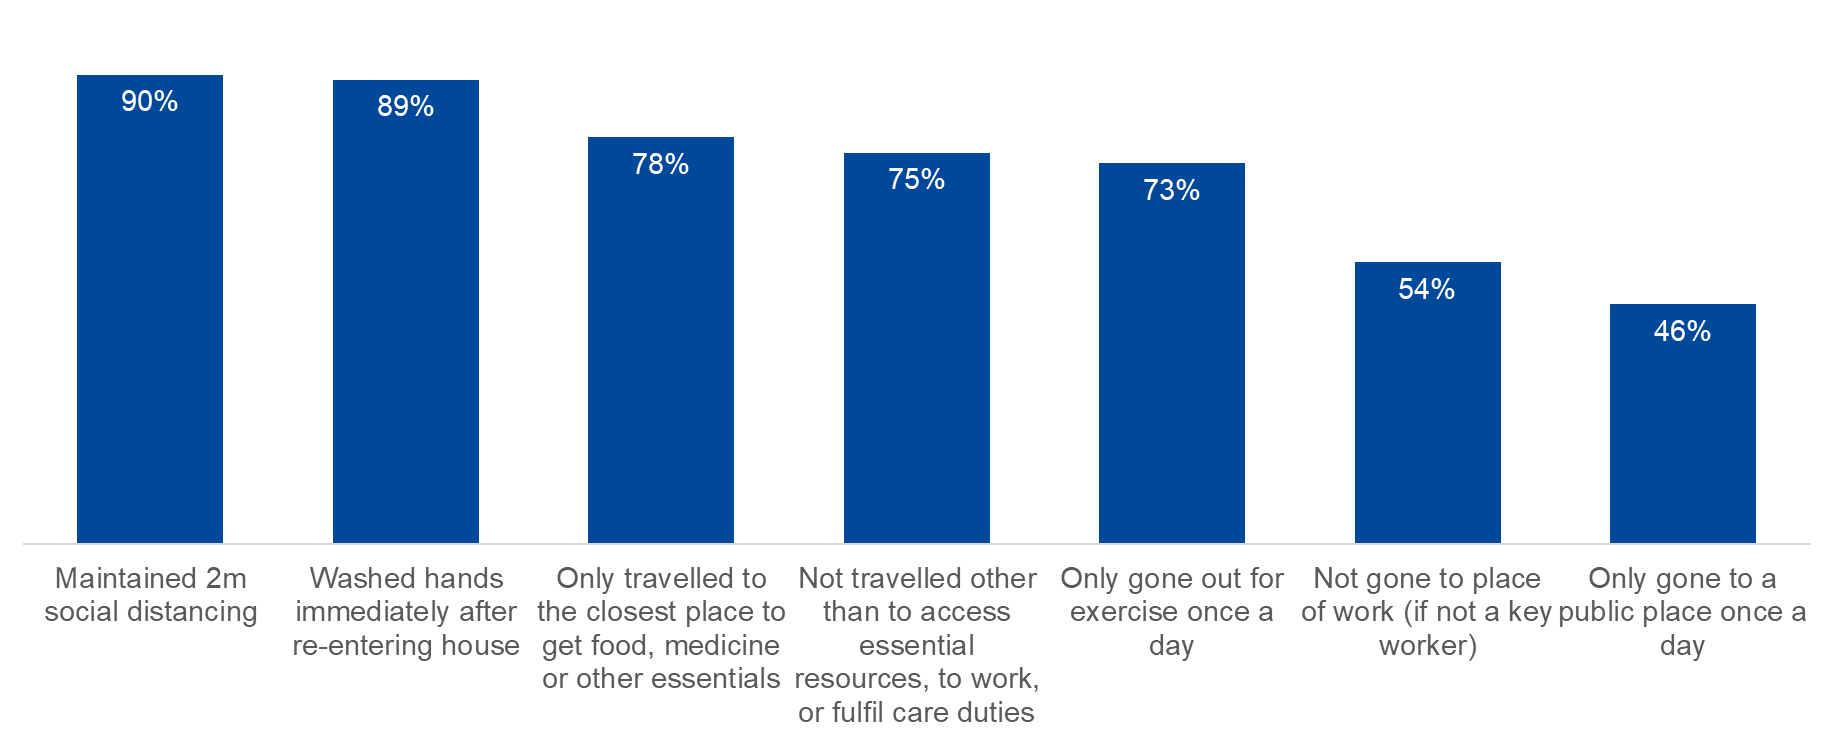 90%
89%
78%
75%
73%
54%
46%
Maintained 2m
social distancing
Washed hands
immediately after
re-entering house
Only travelled to
the closest place to
get food, medicine
or other essentials
Not travelled other
than to access
essential
resources, to work,
or fulfil care duties
Only gone out for
exercise once a
day
Not gone to place
of work (if not a key
worker)
Only gone to a
public place once a
day